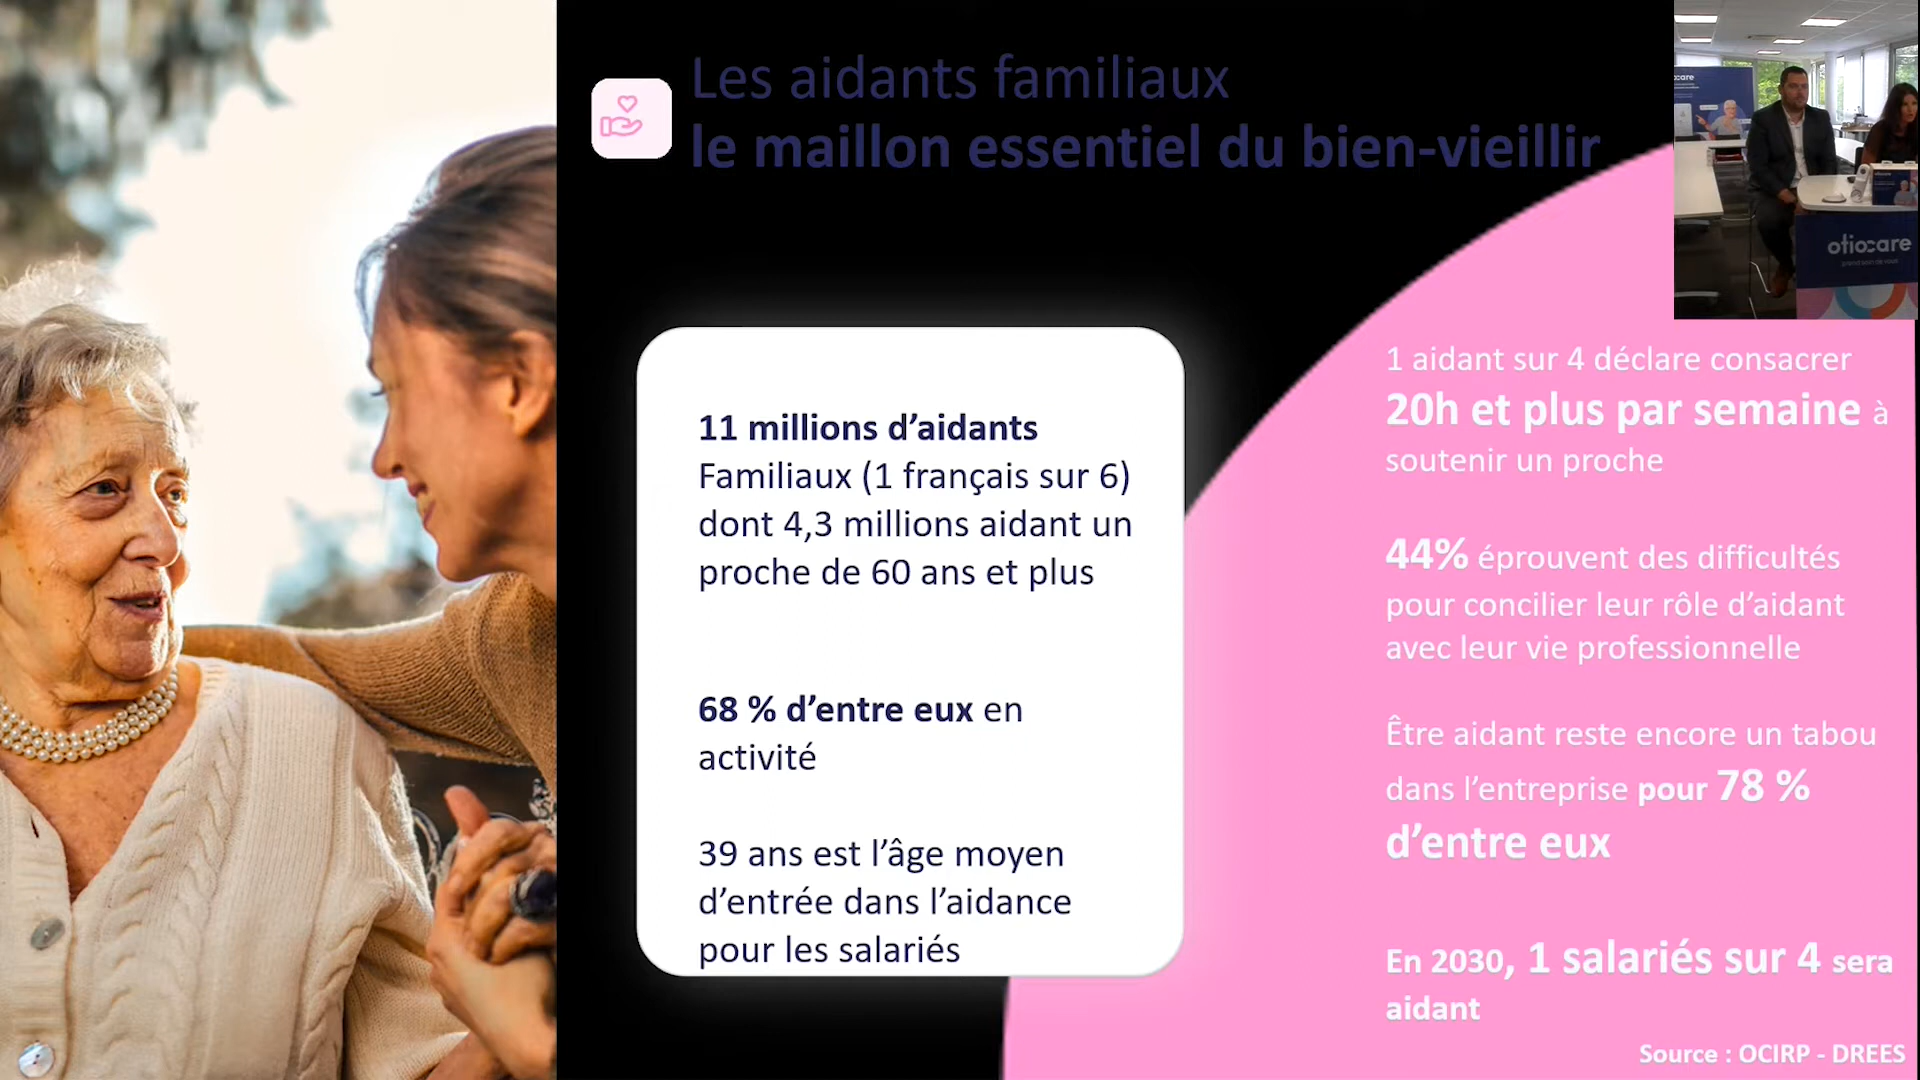 Les aidants familiaux
le maillon essentiel du bien-vieillir
11 millions d’aidants
Familiaux (1 français sur 6)
dont 4,3 millions aidant un
proche de 60 ans et plus
68 % d’entre eux en
activité
39 ans est l’âge moyen
d’entrée dans l’aidance
pour les salariés
1 aidant sur 4 déclare consacrer
20h et plus par semaine à
soutenir un proche
44% éprouvent des difficultés
pour concilier leur rôle d’aidant
avec leur vie professionnelle
Être aidant reste encore un tabou
dans l’entreprise pour 78 %
d’entre eux
En 2030, 1 salariés sur 4 sera
aidant
Source : OCIRP - DREES
otiocare
prend soin de vous